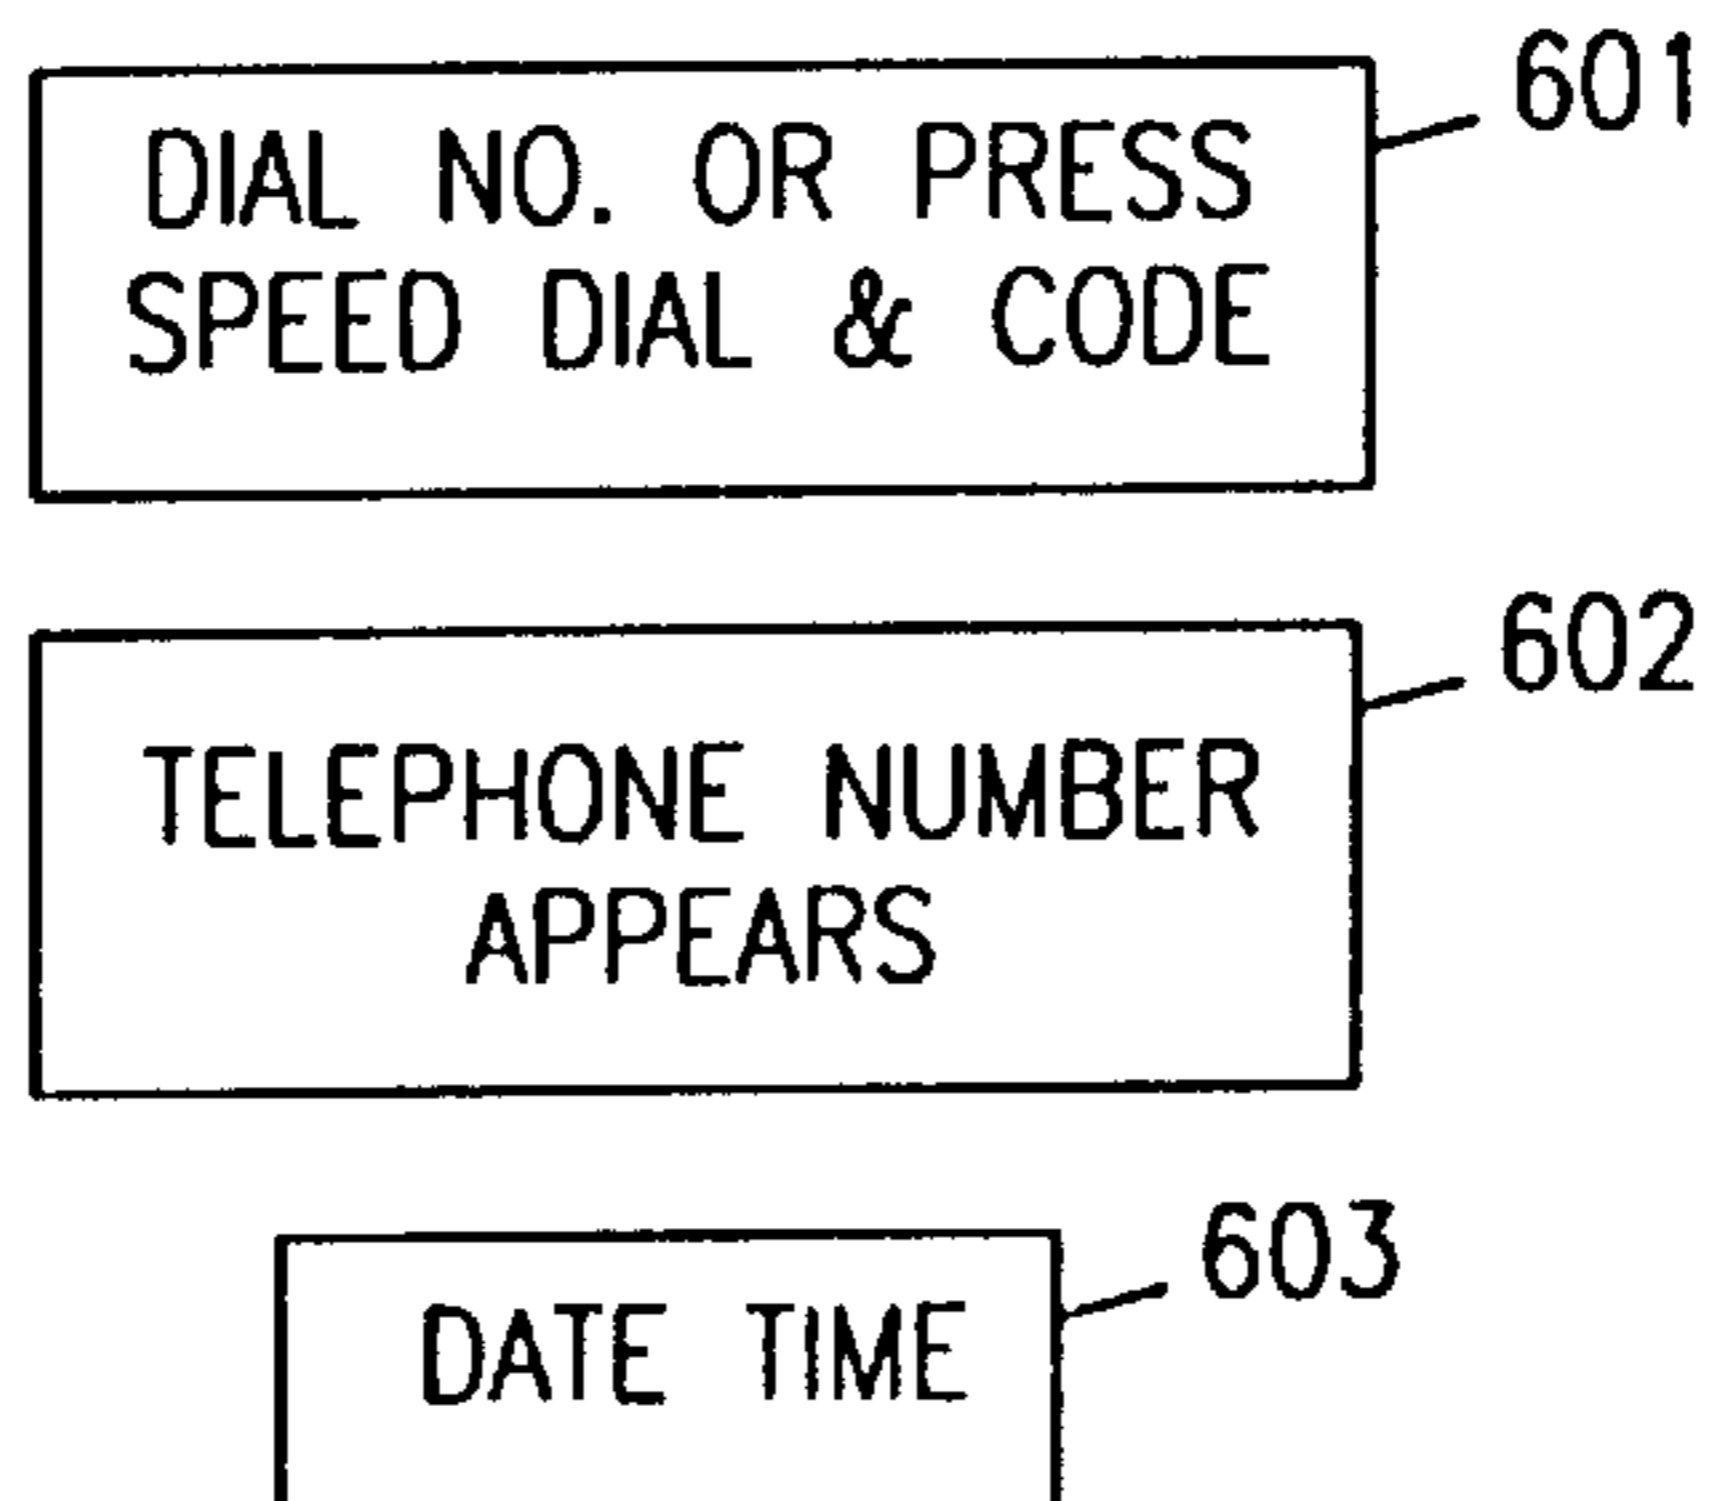 601
DIAL NO. OR PRESS
SPEED DIAL & CODE
602
TELEPHONE NUMBER
APPEARS
603
DATE TIME